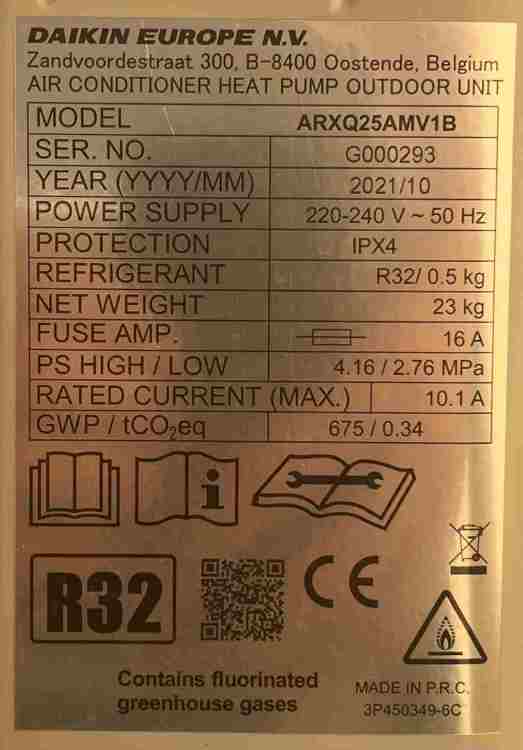 DAIKIN EUROPE N.V.
Zandvoordestraat 300, B-8400 Oostende, Belgium
AIR CONDITIONER HEAT PUMP OUTDOOR UNIT
MODEL ARXQ25AMV1B
SER. NO. G000293
YEAR (YYYY/MM) 2021/10
POWER SUPPLY 220-240 V ~ 50 Hz
PROTECTION IPX4
REFRIGERANT R32/ 0.5 kg
NET WEIGHT 23 kg
FUSE AMP. 16 A
PS HIGH / LOW 4.16 / 2.76 MPa
RATED CURRENT (MAX.) 10.1 A
GWP / tCO₂eq 675 / 0.34
i
R32
CE
Contains fluorinated
greenhouse gases
MADE IN P.R.C.
3P450349-6C